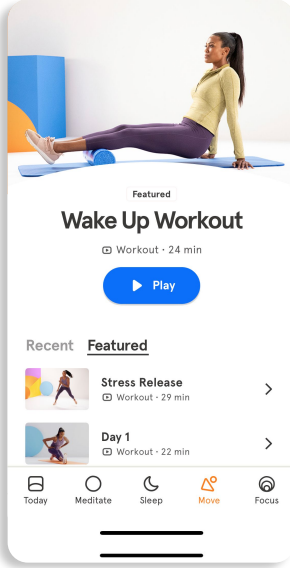 Featured
Wake Up Workout
Workout · 24 min
Play
Recent Featured
Stress Release
Workout · 29 min
Day 1
Workout · 22 min
Today Meditate Sleep Move Focus